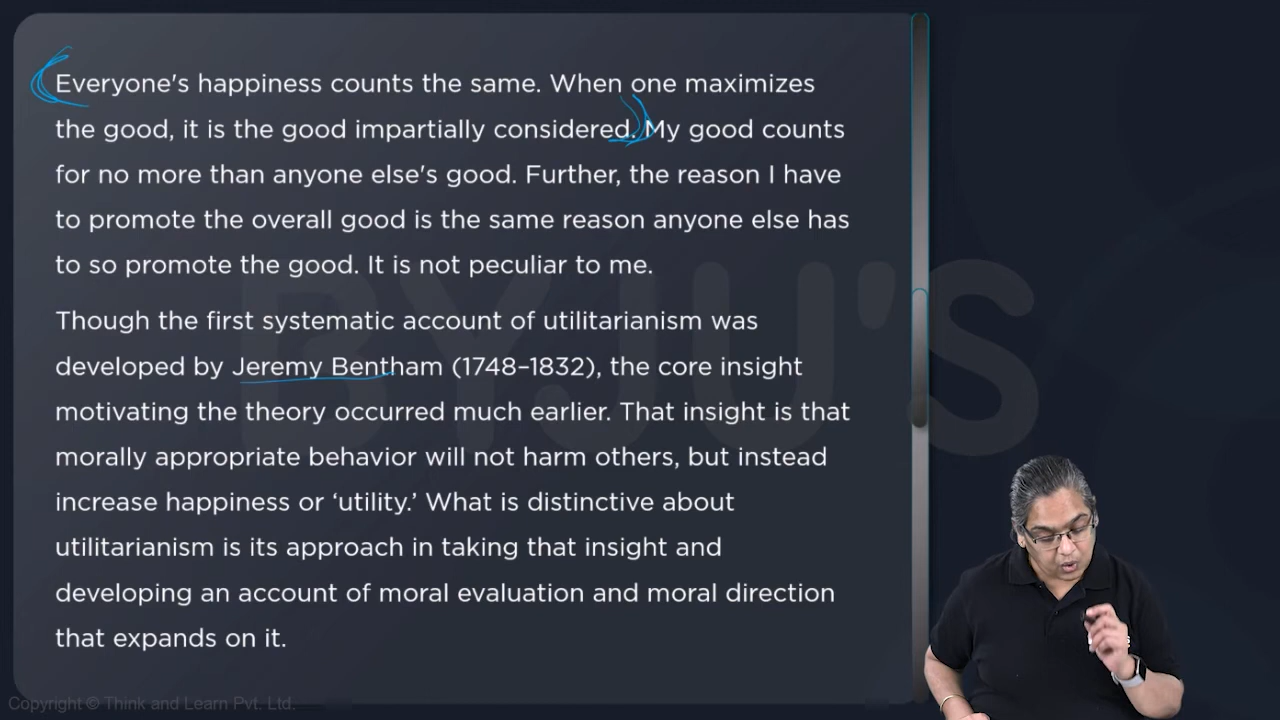 Everyone's happiness counts the same. When one maximizes
the good, it is the good impartially considered. My good counts
for no more than anyone else's good. Further, the reason I have
to promote the overall good is the same reason anyone else has
to so promote the good. It is not peculiar to me.
Though the first systematic account of utilitarianism was
developed by Jeremy Bentham (1748–1832), the core insight
motivating the theory occurred much earlier. That insight is that
morally appropriate behavior will not harm others, but instead
increase happiness or ‘utility.’ What is distinctive about
utilitarianism is its approach in taking that insight and
developing an account of moral evaluation and moral direction
that expands on it.
BYJU'S
Copyright © Think and Learn Pvt. Ltd.